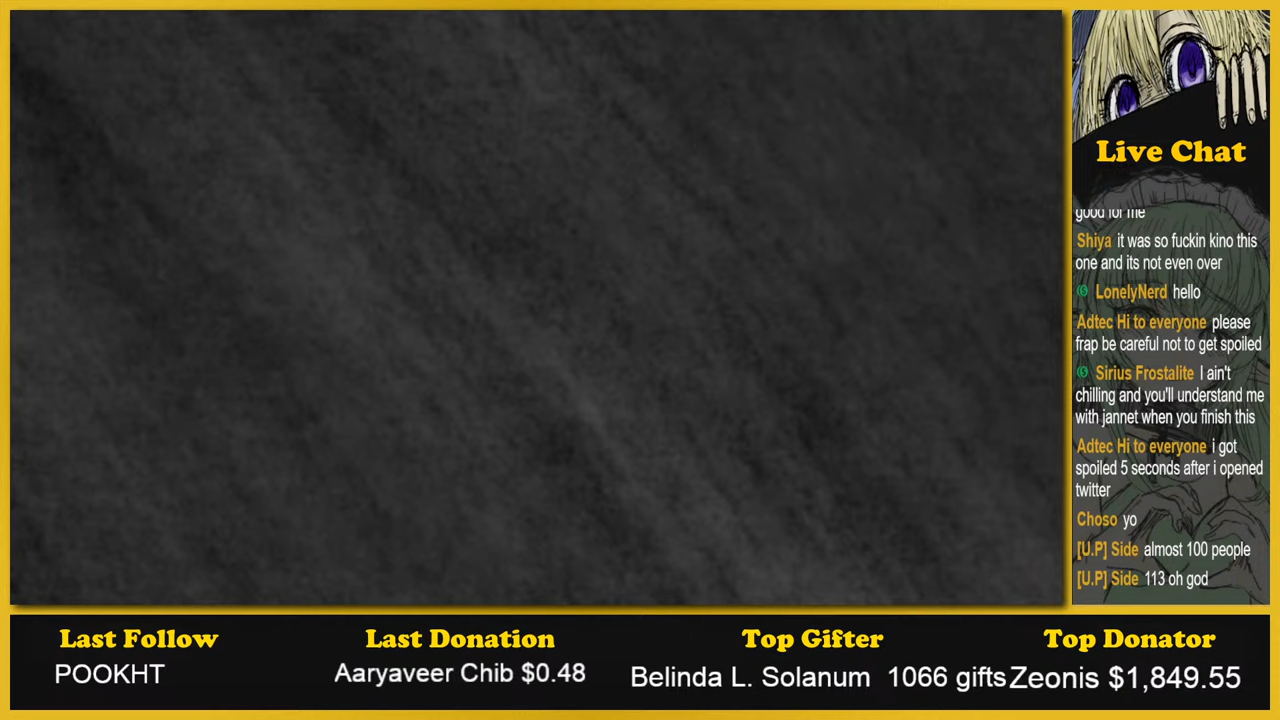 Live Chat
good for me
Shiya it was so fuckin kino this
one and its not even over
LonelyNerd hello
Adtec Hi to everyone please
frap be careful not to get spoiled
Sirius Frostalite I ain't
chilling and you'll understand me
with jannet when you finish this
Adtec Hi to everyone i got
spoiled 5 seconds after i opened
twitter
Choso yo
[U.P] Side almost 100 people
[U.P] Side 113 oh god
Last Follow
POOKHT
Last Donation
Aaryaveer Chib $0.48
Top Gifter
Belinda L. Solanum 1066 gifts
Top Donator
Zeonis $1,849.55